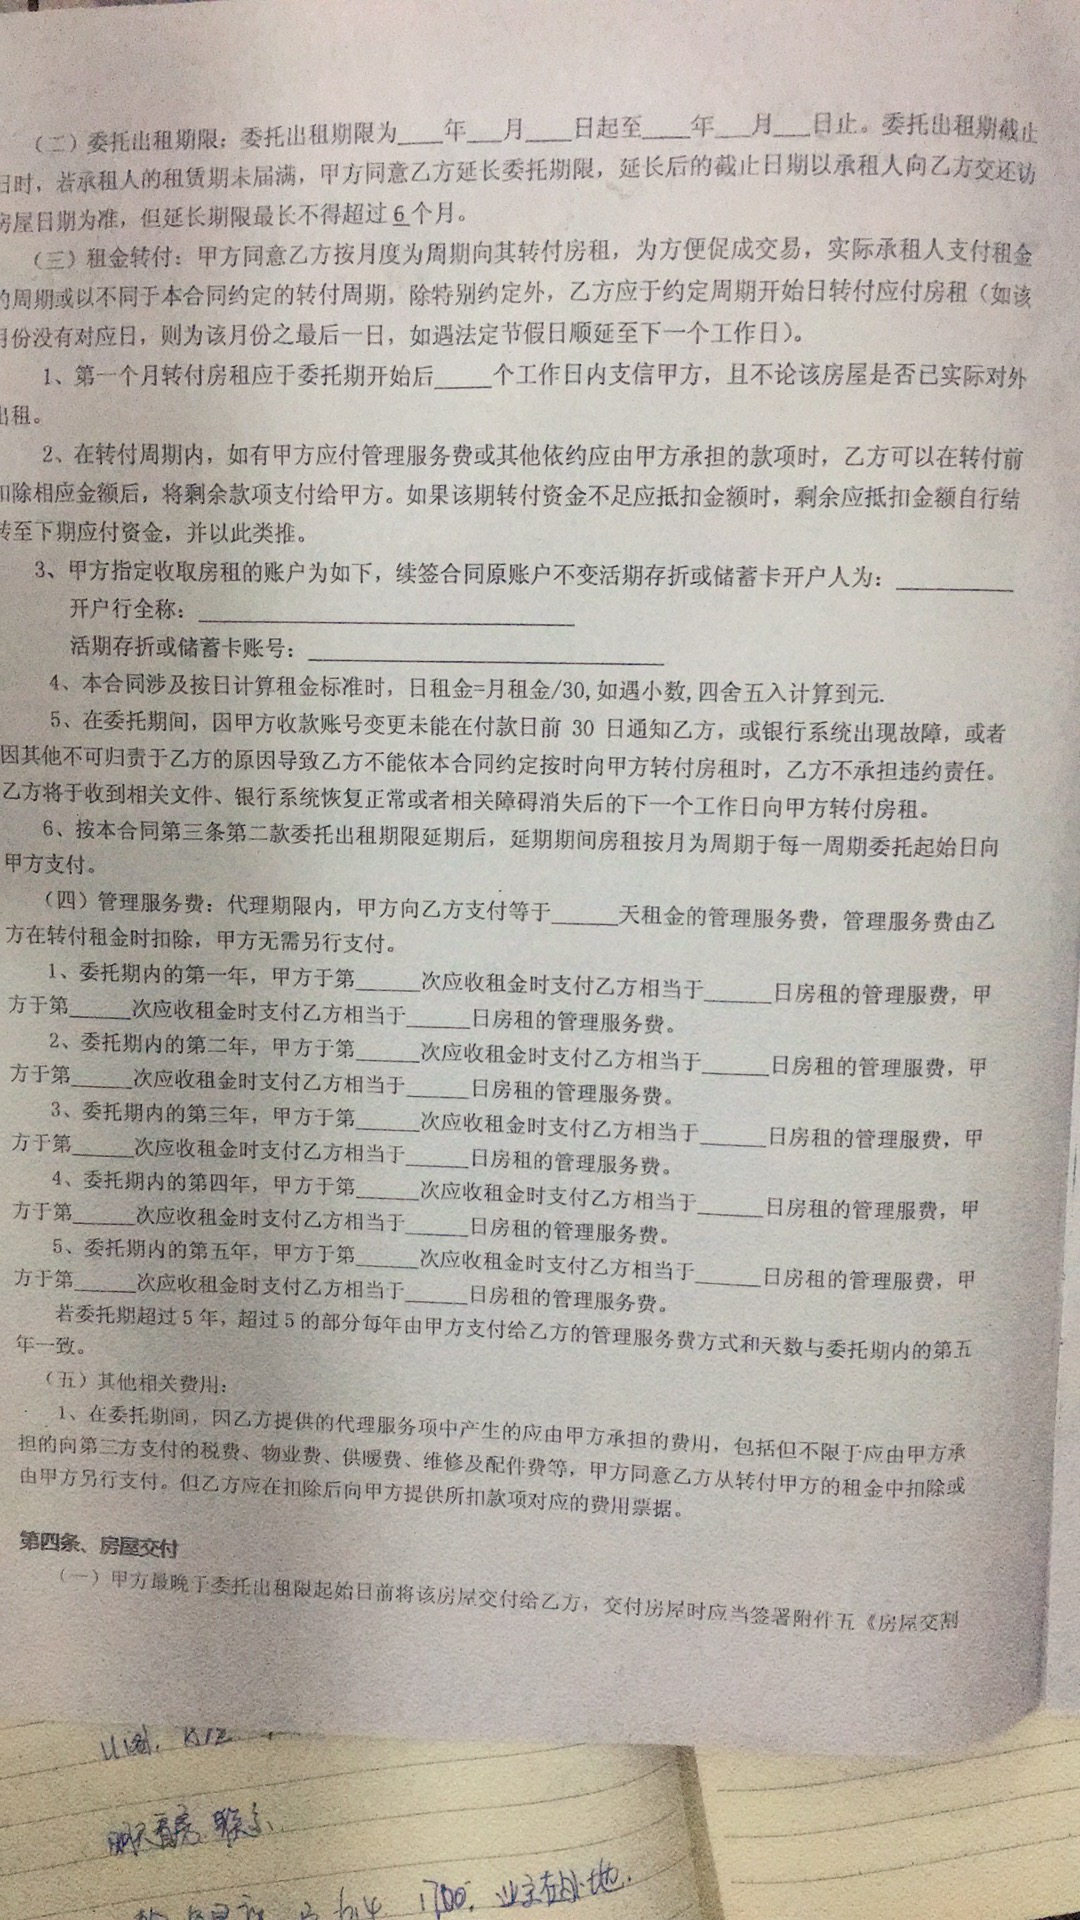 （二）委托出租期限：委托出租期限为____年___月____日起至____年___月___日止。委托出租期截止
日时，若承租人的租赁期未届满，甲方同意乙方延长委托期限，延长后的截止日期以承租人向乙方交还访
房屋日期为准，但延长期限最长不得超过6个月。
（三）租金转付：甲方同意乙方按月度为周期向其转付房租，为方便促成交易，实际承租人支付租金
的周期或以不同于本合同约定的转付周期，除特别约定外，乙方应于约定周期开始日转付应付房租（如该
月份没有对应日，则为该月份之最后一日，如遇法定节假日顺延至下一个工作日）。
1、第一个月转付房租应于委托期开始后_____个工作日内支信甲方，且不论该房屋是否已实际对外
出租。
2、在转付周期内，如有甲方应付管理服务费或其他依约应由甲方承担的款项时，乙方可以在转付前
扣除相应金额后，将剩余款项支付给甲方。如果该期转付资金不足应抵扣金额时，剩余应抵扣金额自行结
转至下期应付资金，并以此类推。
3、甲方指定收取房租的账户为如下，续签合同原账户不变活期存折或储蓄卡开户人为：__________
开户行全称：________________________________
活期存折或储蓄卡账号：______________________________
4、本合同涉及按日计算租金标准时，日租金=月租金/30,如遇小数,四舍五入计算到元.
5、在委托期间，因甲方收款账号变更未能在付款日前 30 日通知乙方，或银行系统出现故障，或者
因其他不可归责于乙方的原因导致乙方不能依本合同约定按时向甲方转付房租时，乙方不承担违约责任。
乙方将于收到相关文件、银行系统恢复正常或者相关障碍消失后的下一个工作日向甲方转付房租。
6、按本合同第三条第二款委托出租期限延期后，延期期间房租按月为周期于每一周期委托起始日向
甲方支付。
（四）管理服务费：代理期限内，甲方向乙方支付等于______天租金的管理服务费，管理服务费由乙
方在转付租金时扣除，甲方无需另行支付。
1、委托期内的第一年，甲方于第______次应收租金时支付乙方相当于______日房租的管理服费，甲
方于第______次应收租金时支付乙方相当于______日房租的管理服务费。
2、委托期内的第二年，甲方于第______次应收租金时支付乙方相当于______日房租的管理服费，甲
方于第______次应收租金时支付乙方相当于______日房租的管理服务费。
3、委托期内的第三年，甲方于第______次应收租金时支付乙方相当于______日房租的管理服费，甲
方于第______次应收租金时支付乙方相当于______日房租的管理服务费。
4、委托期内的第四年，甲方于第______次应收租金时支付乙方相当于______日房租的管理服费，甲
方于第______次应收租金时支付乙方相当于______日房租的管理服务费。
5、委托期内的第五年，甲方于第______次应收租金时支付乙方相当于______日房租的管理服费，甲
方于第______次应收租金时支付乙方相当于______日房租的管理服务费。
若委托期超过5年，超过5的部分每年由甲方支付给乙方的管理服务费方式和天数与委托期内的第五
年一致。
（五）其他相关费用：
1、在委托期间，因乙方提供的代理服务项中产生的应由甲方承担的费用，包括但不限于应由甲方承
担的向第三方支付的税费、物业费、供暖费、维修及配件费等，甲方同意乙方从转付甲方的租金中扣除或
由甲方另行支付。但乙方应在扣除后向甲方提供所扣款项对应的费用票据。
第四条、房屋交付
（一）甲方最晚于委托出租限起始日前将该房屋交付给乙方，交付房屋时应当签署附件五《房屋交割
明天看房 联系
1700，业主在外地.